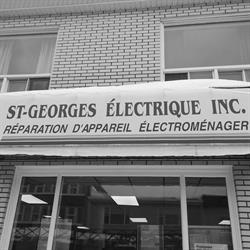 ST-GEORGES ÉLECTRIQUE INC.
RÉPARATION D'APPAREIL ÉLECTROMÉNAGER